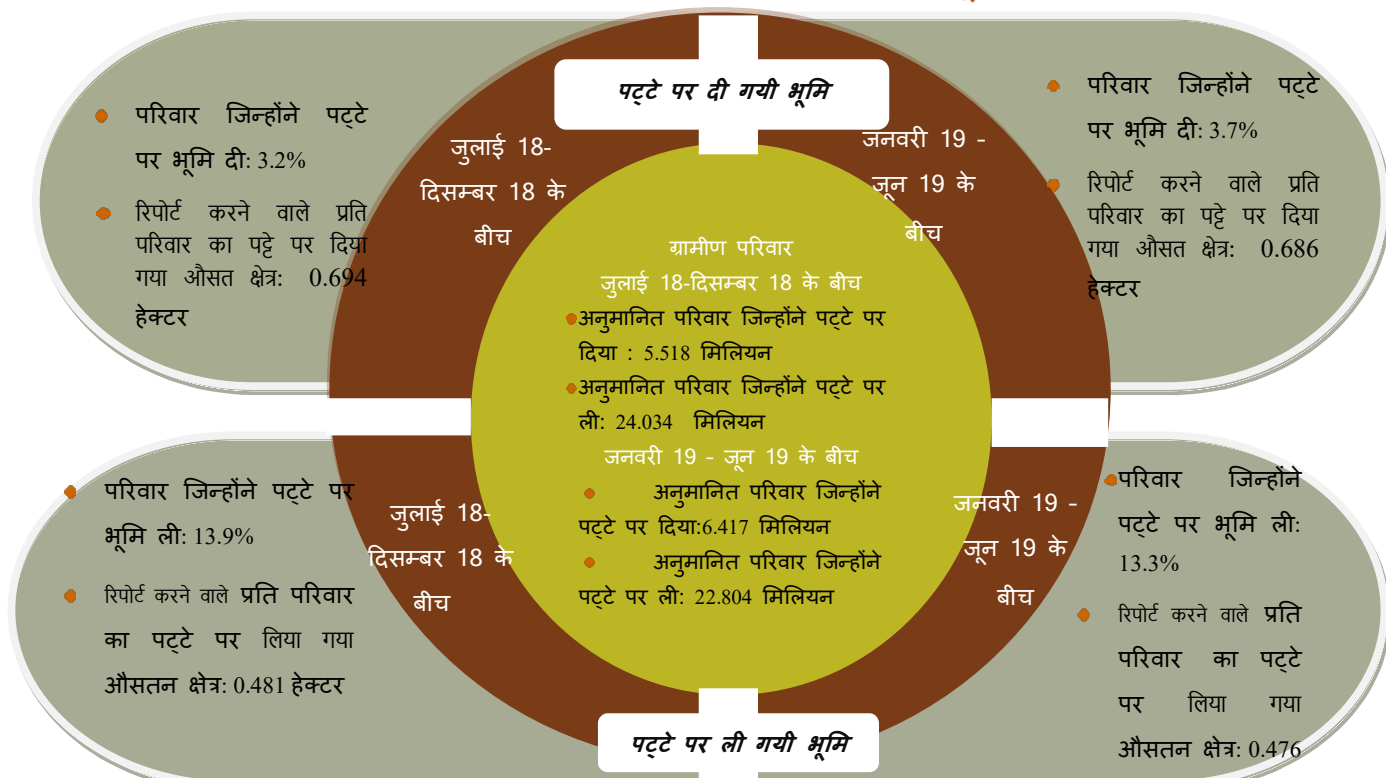 पट्टे पर दी गयी भूमि
परिवार जिन्होंने पट्टे
पर भूमि दी: 3.2%
रिपोर्ट करने वाले प्रति
परिवार का पट्टे पर दिया
गया औसत क्षेत्र: 0.694
हेक्टर
जुलाई 18-
दिसम्बर 18 के
बीच
जनवरी 19 -
जून 19 के
बीच
परिवार जिन्होंने पट्टे
पर भूमि दी: 3.7%
रिपोर्ट करने वाले प्रति
परिवार का पट्टे पर दिया
गया औसत क्षेत्र: 0.686
हेक्टर
ग्रामीण परिवार
जुलाई 18-दिसम्बर 18 के बीच
अनुमानित परिवार जिन्होंने पट्टे पर
दिया : 5.518 मिलियन
अनुमानित परिवार जिन्होंने पट्टे पर
ली: 24.034 मिलियन
जनवरी 19 - जून 19 के बीच
अनुमानित परिवार जिन्होंने
पट्टे पर दिया:6.417 मिलियन
अनुमानित परिवार जिन्होंने
पट्टे पर ली: 22.804 मिलियन
परिवार जिन्होंने पट्टे पर
भूमि ली: 13.9%
रिपोर्ट करने वाले प्रति परिवार
का पट्टे पर लिया गया
औसतन क्षेत्र: 0.481 हेक्टर
जुलाई 18-
दिसम्बर 18 के
बीच
जनवरी 19 -
जून 19 के
बीच
परिवार जिन्होंने
पट्टे पर भूमि ली:
13.3%
रिपोर्ट करने वाले प्रति
परिवार का पट्टे
पर लिया गया
औसतन क्षेत्र: 0.476
पट्टे पर ली गयी भूमि